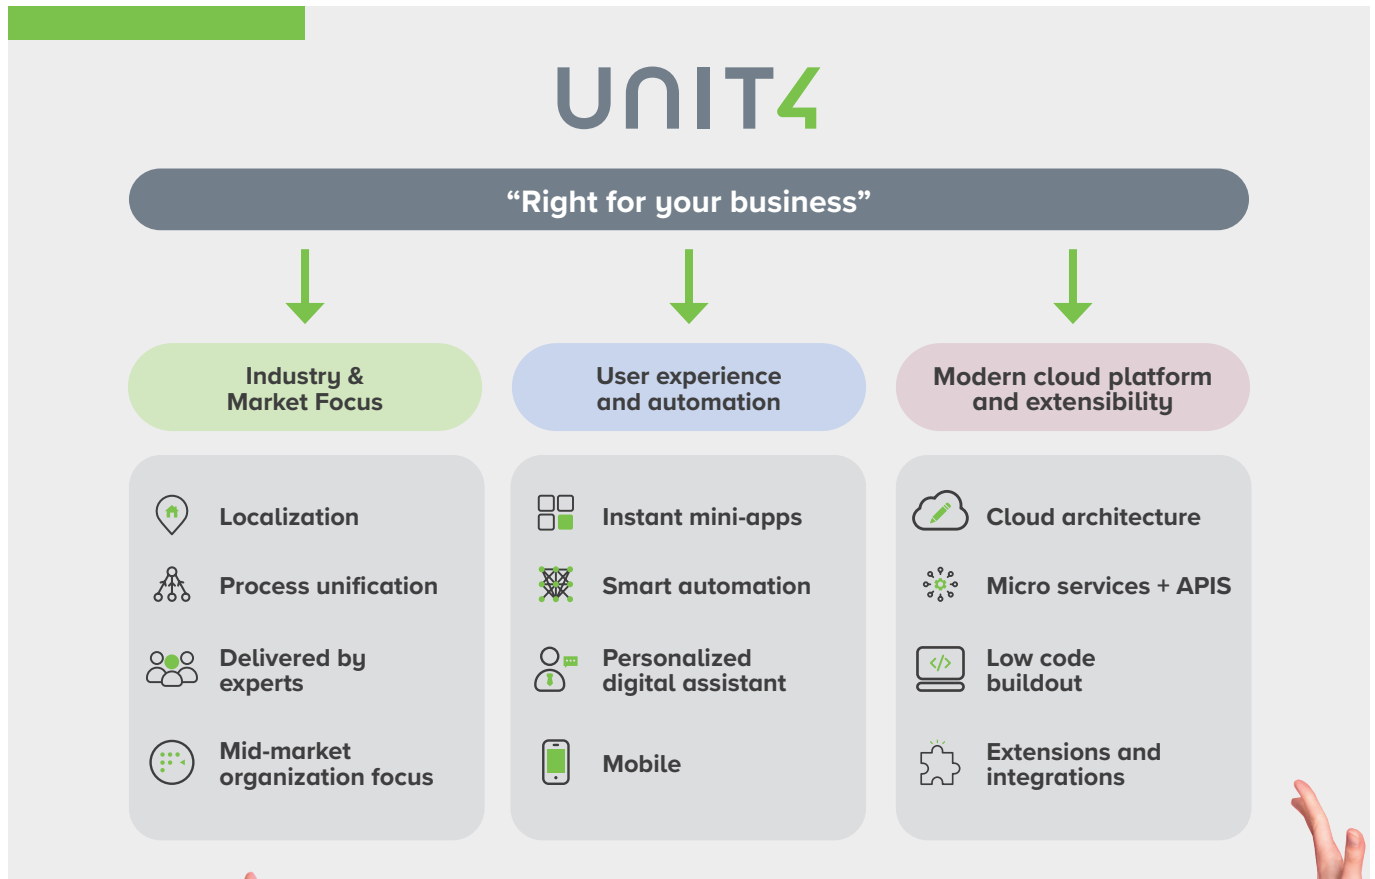 UNIT4
“Right for your business”
Industry &
Market Focus
Localization
Process unification
Delivered by
experts
Mid-market
organization focus
User experience
and automation
Instant mini-apps
Smart automation
Personalized
digital assistant
Mobile
Modern cloud platform
and extensibility
Cloud architecture
Micro services + APIS
Low code
buildout
Extensions and
integrations